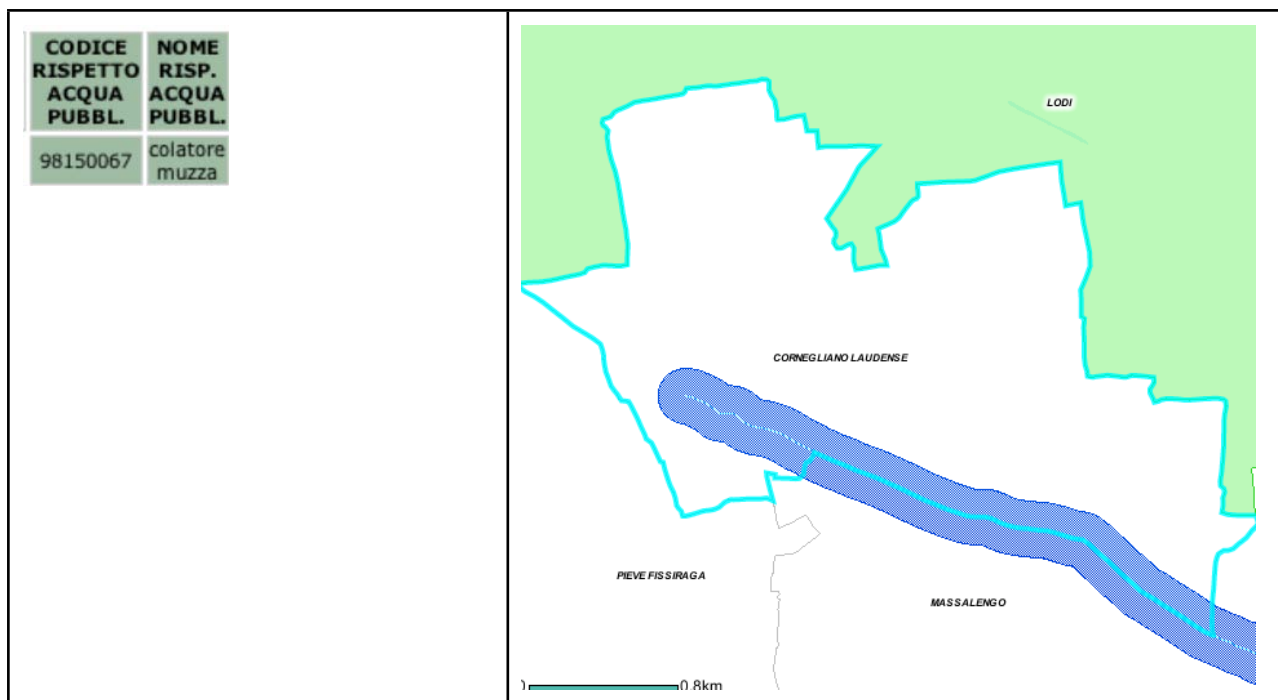 CODICE
RISPETTO
ACQUA
PUBBL.
NOME
RISP.
ACQUA
PUBBL.
98150067
colatore
muzza
LODI
CORNEGLIANO LAUDENSE
PIEVE FISSIRAGA
MASSALENGO
0.8km